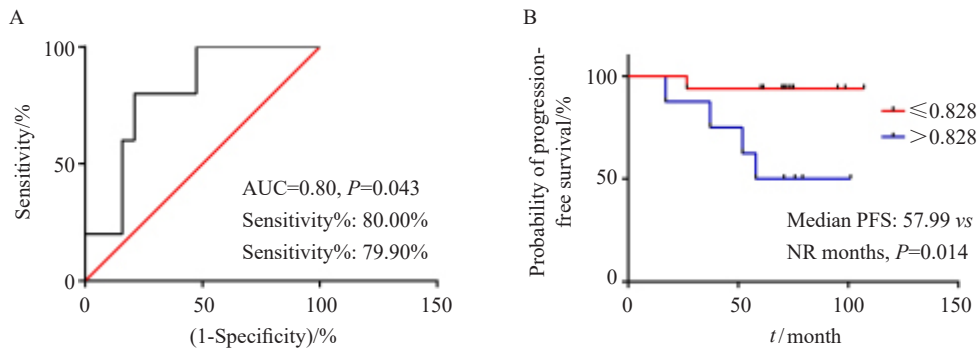 A
Sensitivity/%
100
50
0
0
50
100
150
(1-Specificity)/%
AUC=0.80, P=0.043
Sensitivity%: 80.00%
Sensitivity%: 79.90%
B
Probability of progression-
free survival/%
100
50
0
0
50
100
150
t/month
≤0.828
>0.828
Median PFS: 57.99 vs
NR months, P=0.014